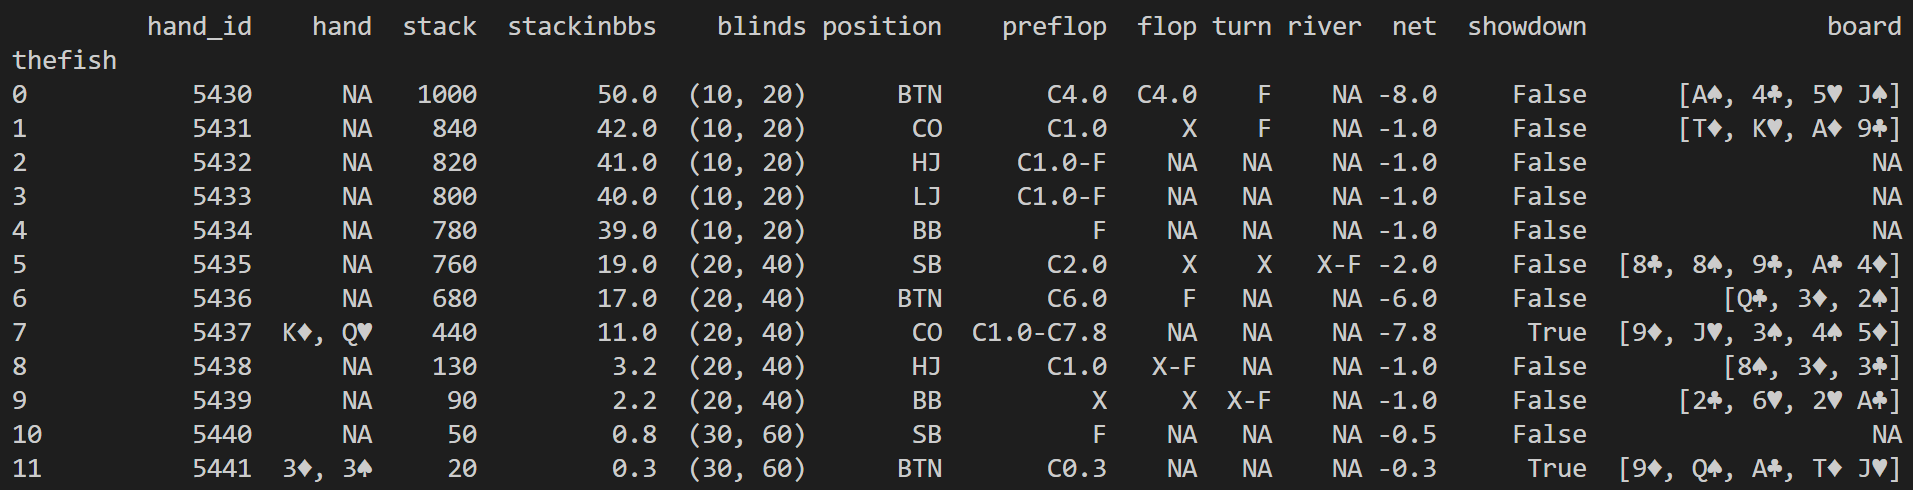 hand_id hand stack stackinbbs blinds position preflop flop turn river net showdown board
thefish
0 5430 NA 1000 50.0 (10, 20) BTN C4.0 C4.0 F NA -8.0 False [A♠, 4♣, 5♥ J♠]
1 5431 NA 840 42.0 (10, 20) CO C1.0 X F NA -1.0 False [T♦, K♥, A♦ 9♣]
2 5432 NA 820 41.0 (10, 20) HJ C1.0-F NA NA NA -1.0 False NA
3 5433 NA 800 40.0 (10, 20) LJ C1.0-F NA NA NA -1.0 False NA
4 5434 NA 780 39.0 (10, 20) BB F NA NA NA -1.0 False NA
5 5435 NA 760 19.0 (20, 40) SB C2.0 X X X-F -2.0 False [8♣, 8♠, 9♣, A♣ 4♦]
6 5436 NA 680 17.0 (20, 40) BTN C6.0 F NA NA -6.0 False [Q♣, 3♦, 2♠]
7 5437 K♦, Q♥ 440 11.0 (20, 40) CO C1.0-C7.8 NA NA NA -7.8 True [9♦, J♥, 3♠, 4♠ 5♦]
8 5438 NA 130 3.2 (20, 40) HJ C1.0 X-F NA NA -1.0 False [8♠, 3♦, 3♣]
9 5439 NA 90 2.2 (20, 40) BB X X X-F NA -1.0 False [2♣, 6♥, 2♥ A♣]
10 5440 NA 50 0.8 (30, 60) SB F NA NA NA -0.5 False NA
11 5441 3♦, 3♠ 20 0.3 (30, 60) BTN C0.3 NA NA NA -0.3 True [9♦, Q♠, A♣, T♦ J♥]